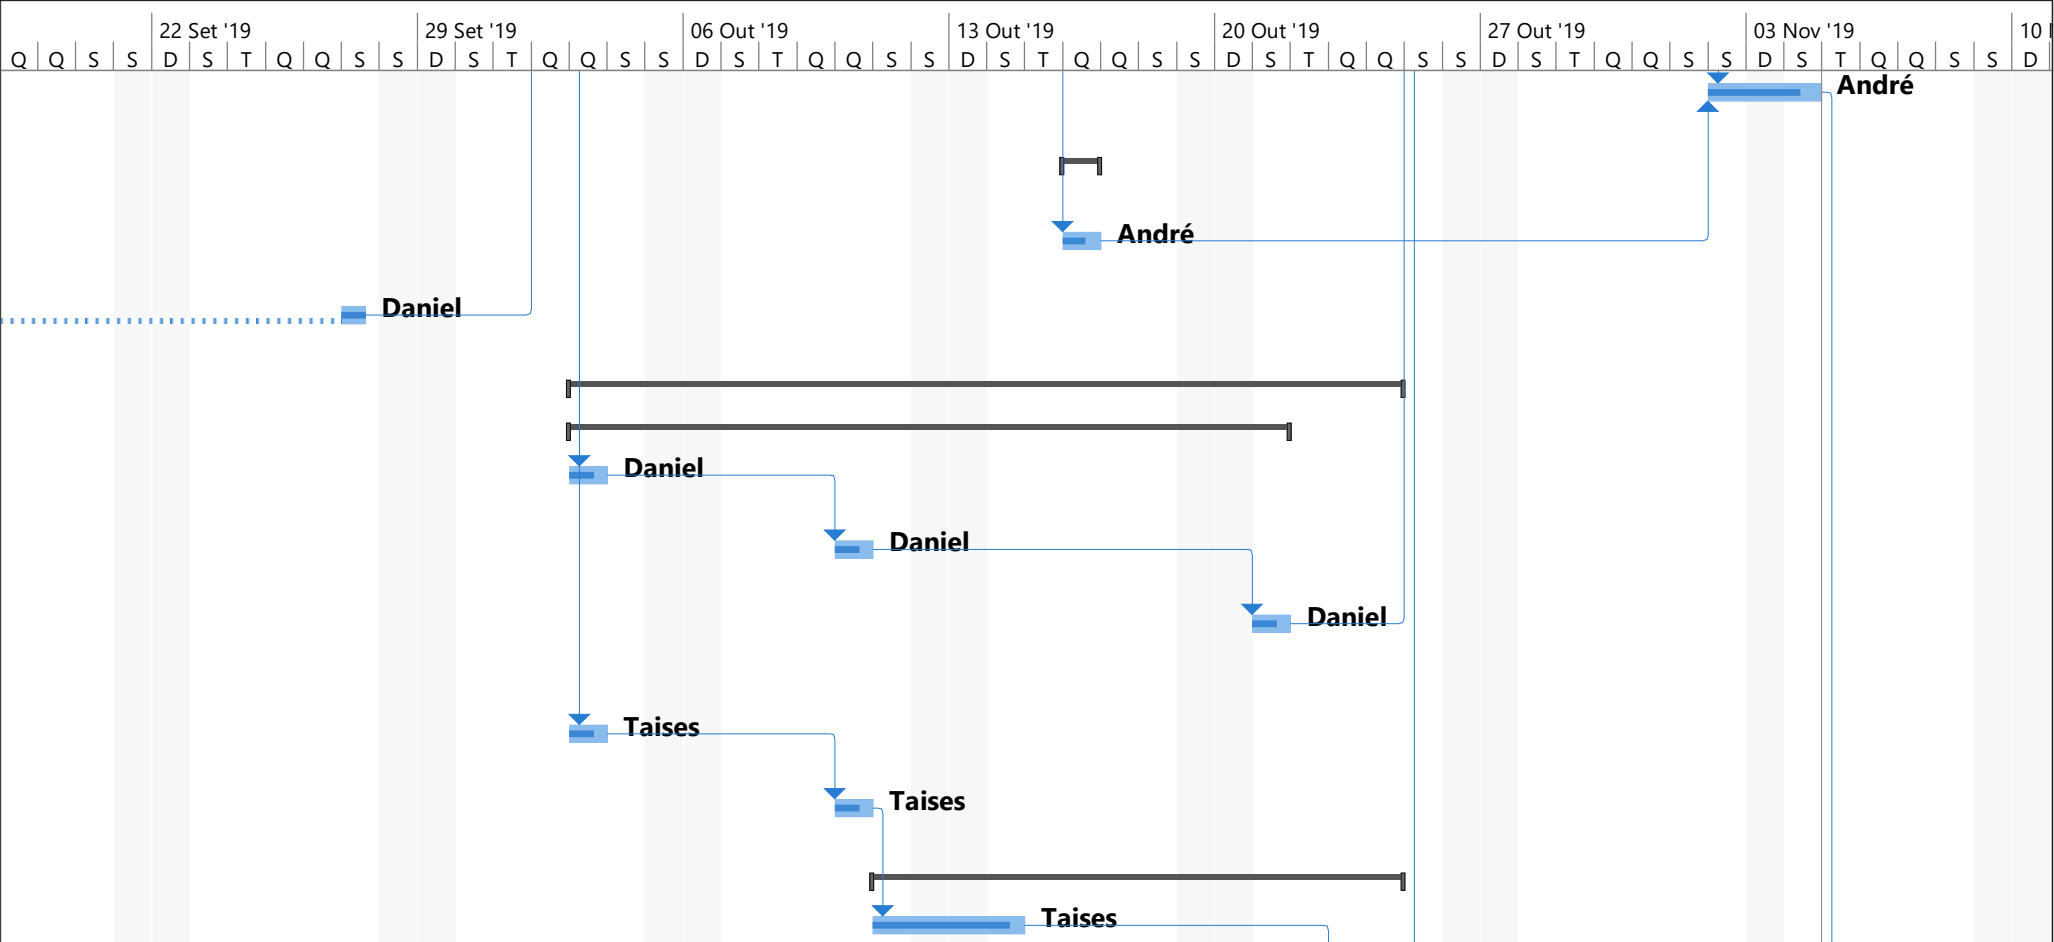 22 Set '19 29 Set '19 06 Out '19 13 Out '19 20 Out '19 27 Out '19 03 Nov '19 10
Q Q S S D S T Q Q S S D S T Q Q S S D S T Q Q S S D S T Q Q S S D S T Q Q S S D S T Q Q S S D S T Q Q S S D
André
André
Daniel
Daniel
Daniel
Daniel
Taises
Taises
Taises